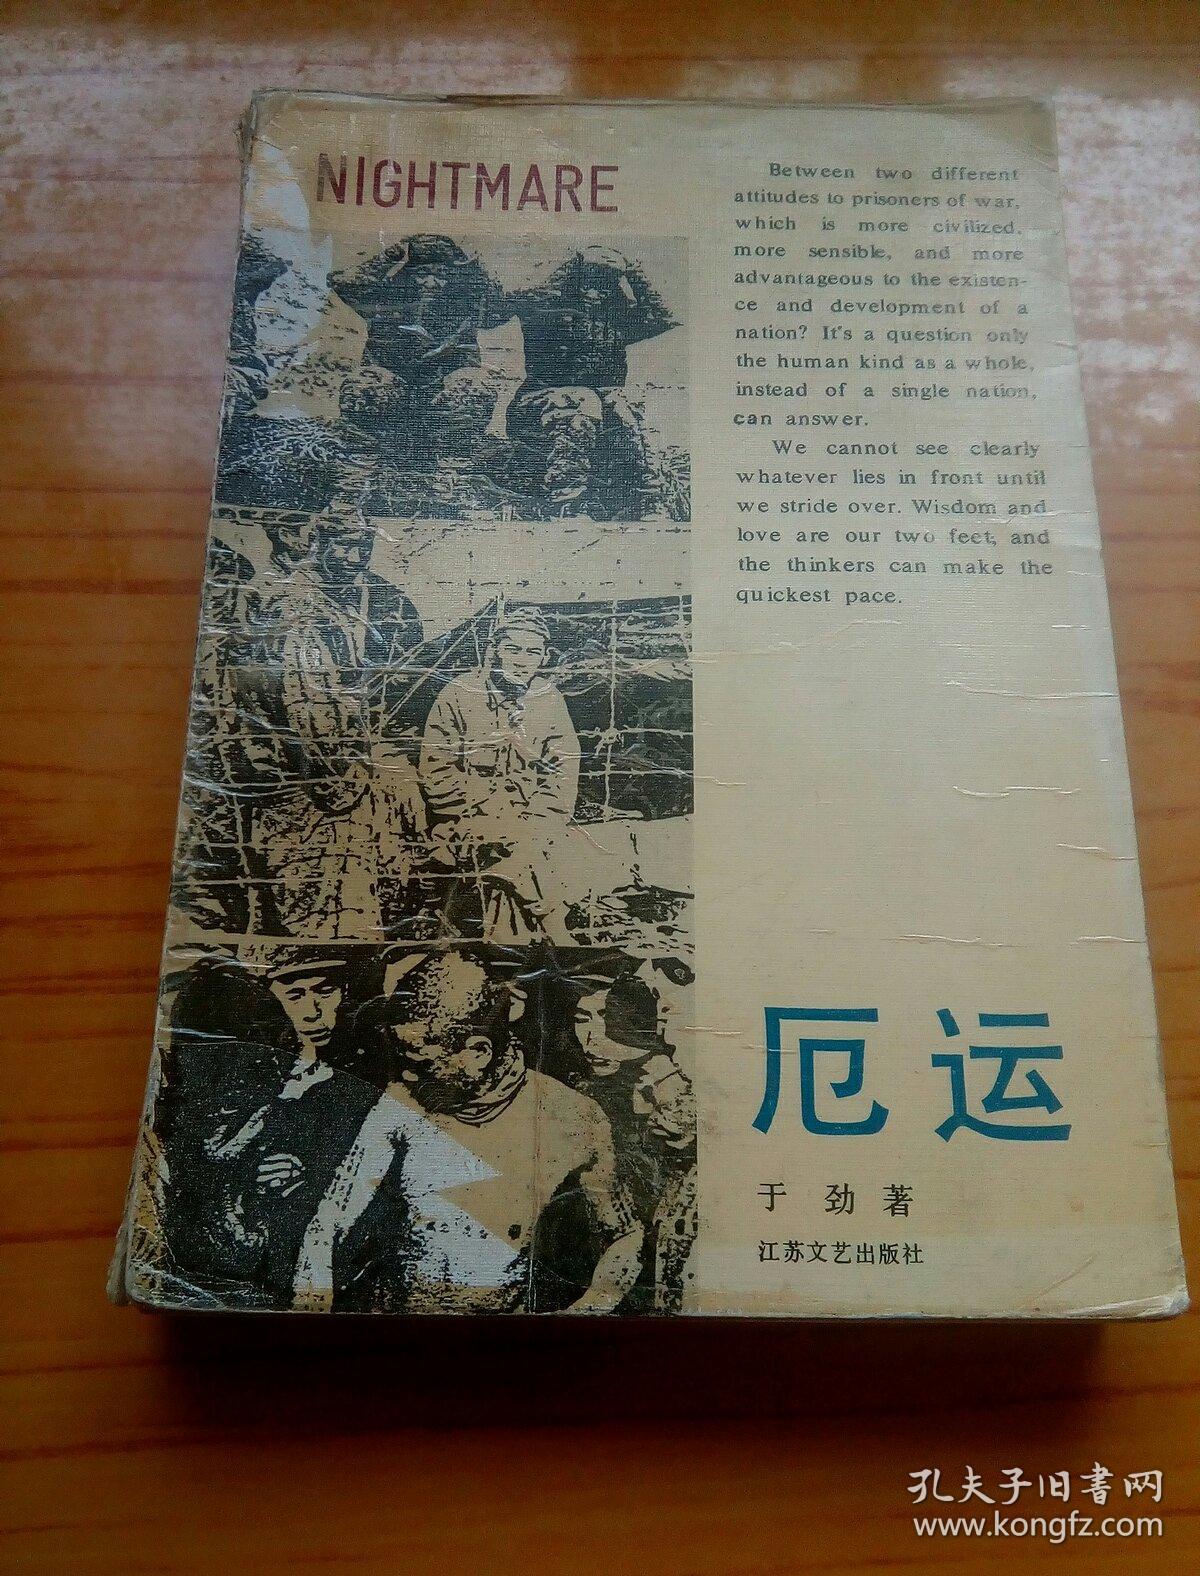 NIGHTMARE
Between two different
attitudes to prisoners of war,
which is more civilized,
more sensible, and more
advantageous to the existen-
ce and development of a
nation? It's a question only
the human kind as a whole,
instead of a single nation,
can answer.
We cannot see clearly
whatever lies in front until
we stride over. Wisdom and
love are our two feet, and
the thinkers can make the
quickest pace.
厄运
于劲著
江苏文艺出版社
孔夫子旧书网
www.kongfz.com